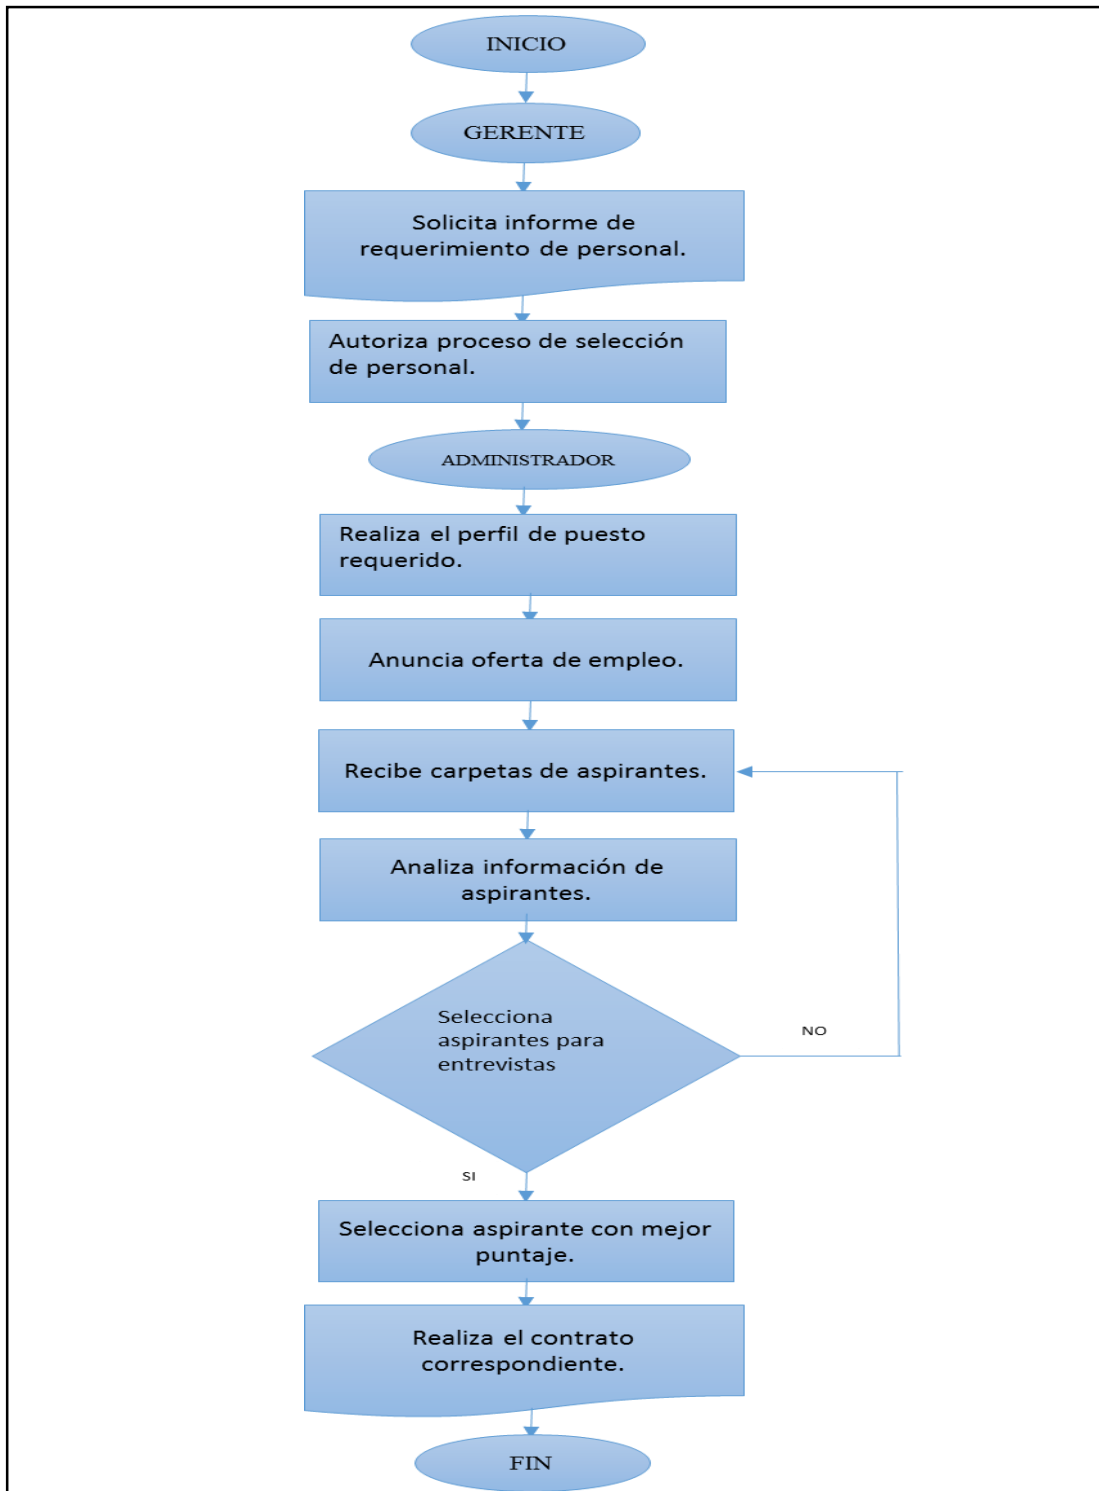 INICIO
GERENTE
Solicita informe de
requerimiento de personal.
Autoriza proceso de selección
de personal.
ADMINISTRADOR
Realiza el perfil de puesto
requerido.
Anuncia oferta de empleo.
Recibe carpetas de aspirantes.
Analiza información de
aspirantes.
Selecciona
aspirantes para
entrevistas
NO
SI
Selecciona aspirante con mejor
puntaje.
Realiza el contrato
correspondiente.
FIN